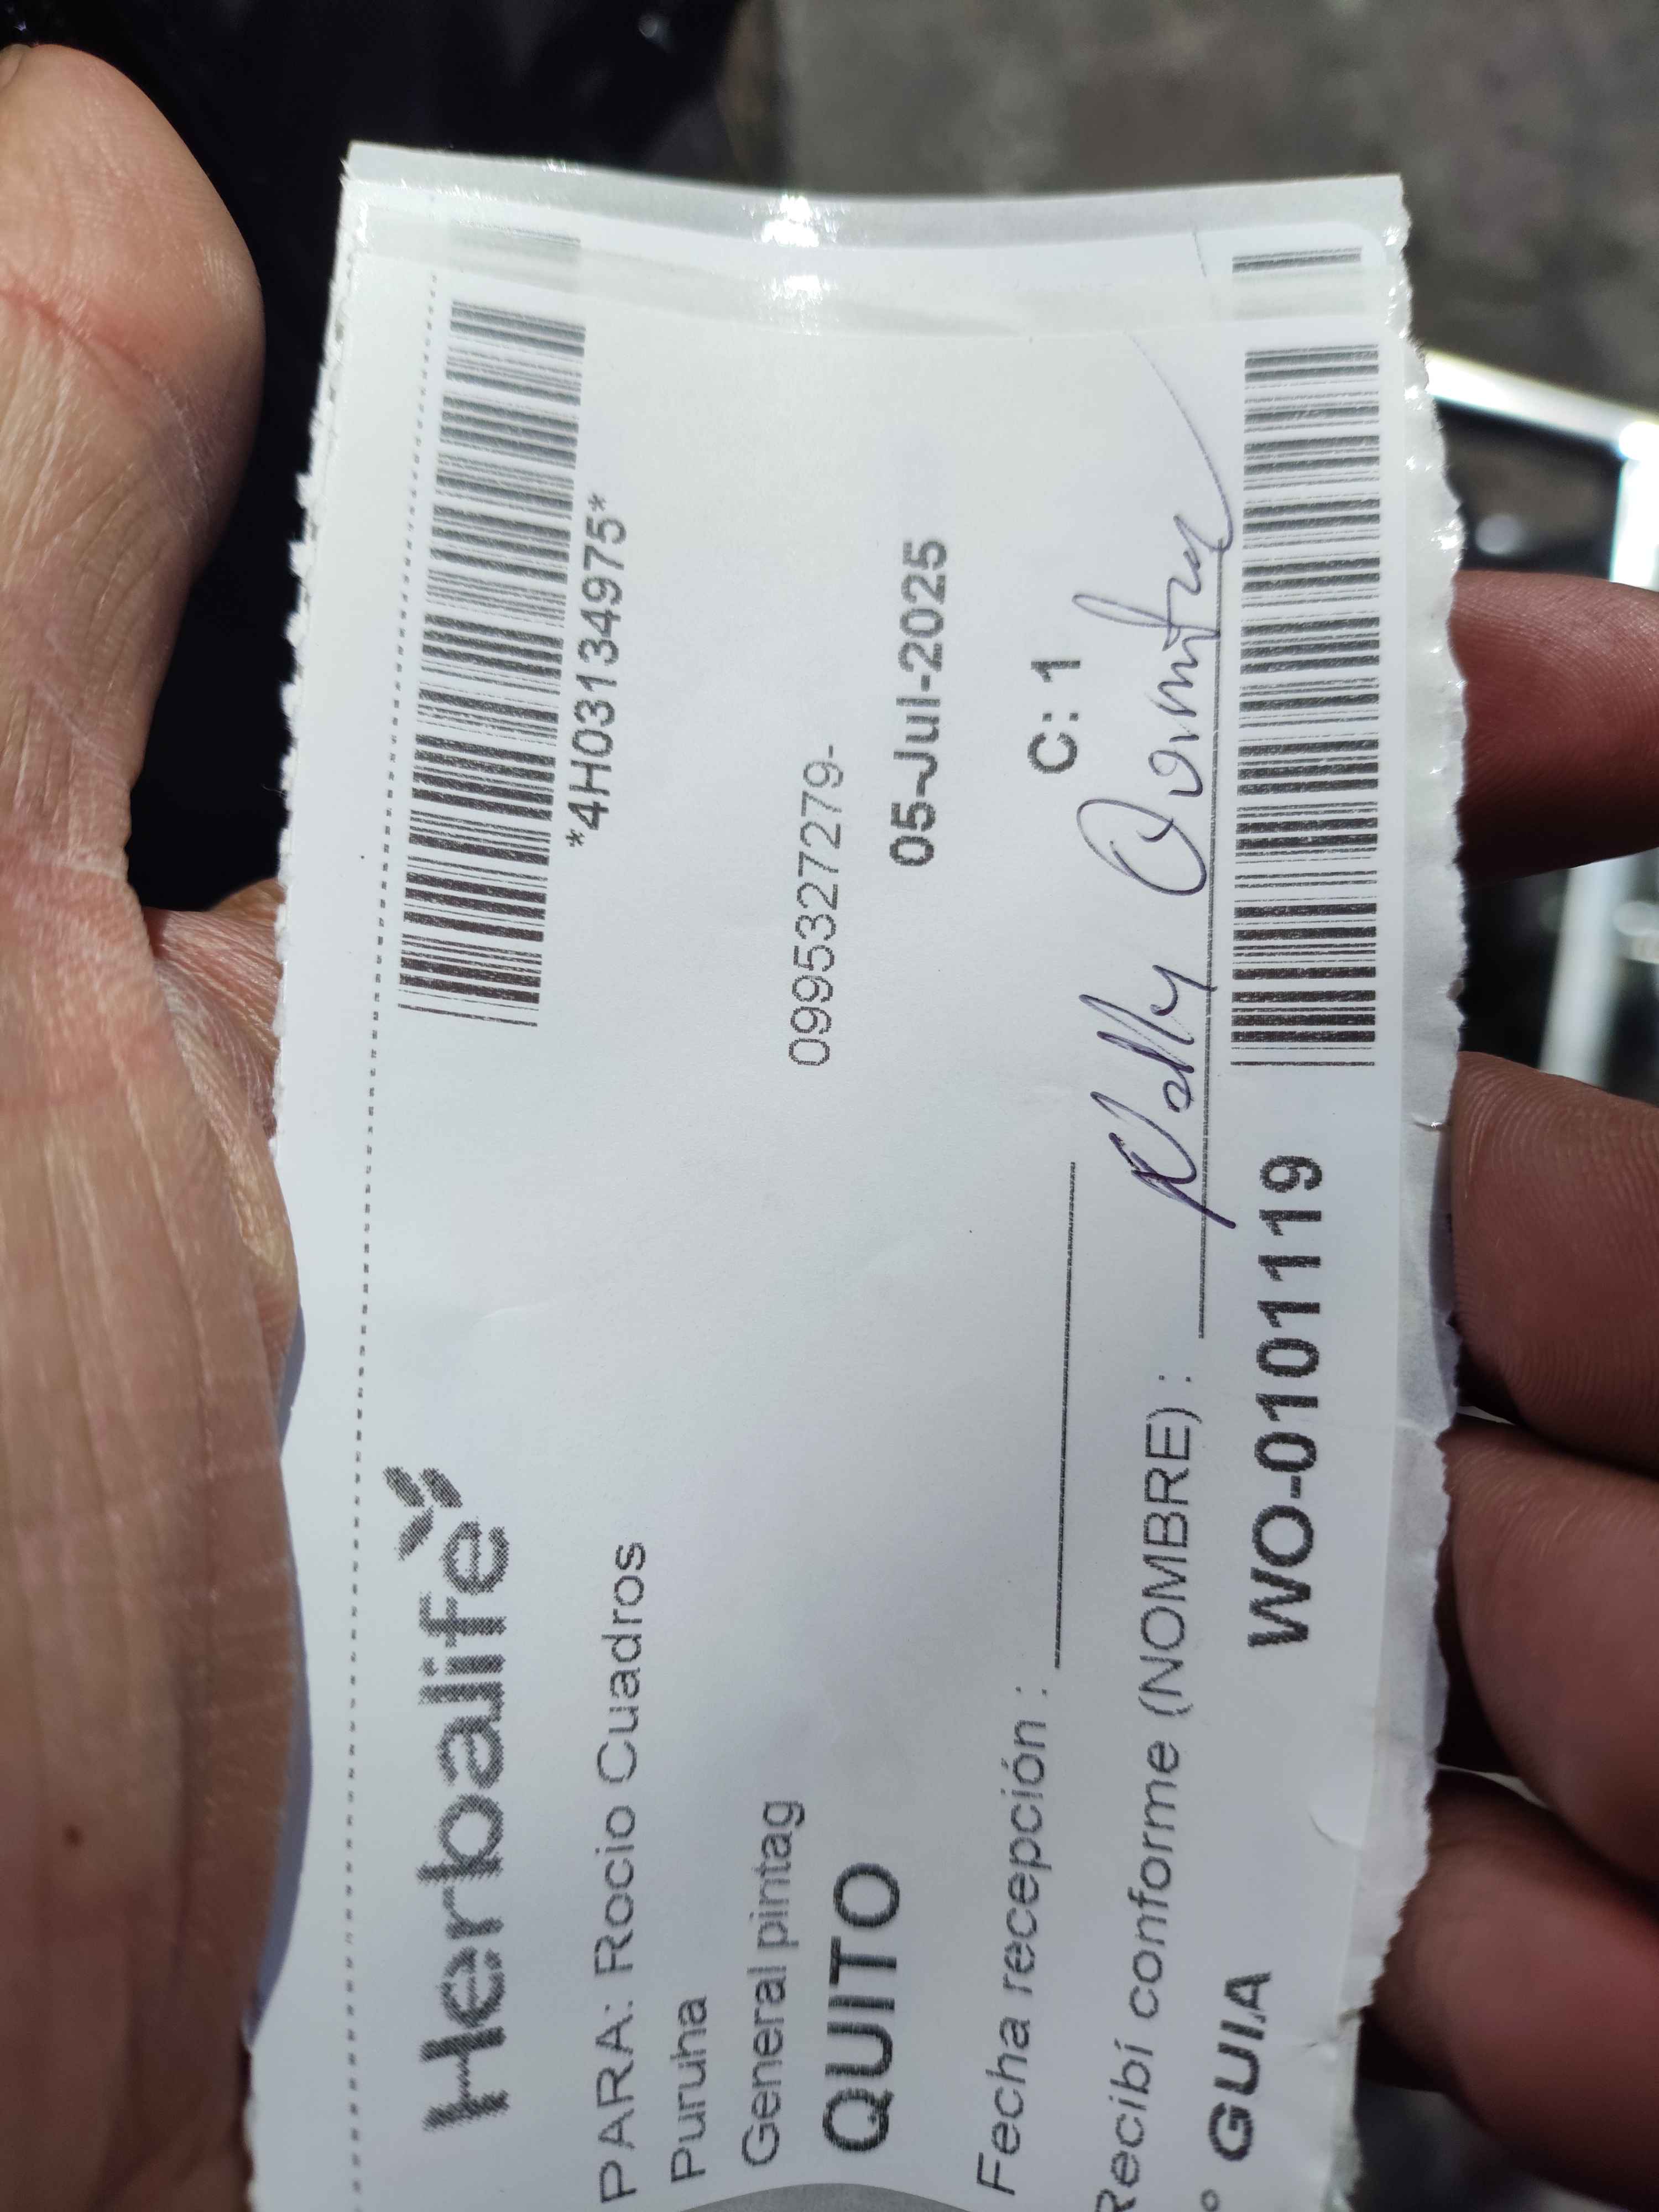 Herbalife
*4H03134975*
PARA: Rocio Cuadros
Puruha
General pintag
0995327279-
QUITO
05-Jul-2025
Fecha recepción :
C: 1
Recibí conforme (NOMBRE) :
° GUIA
WO-0101119